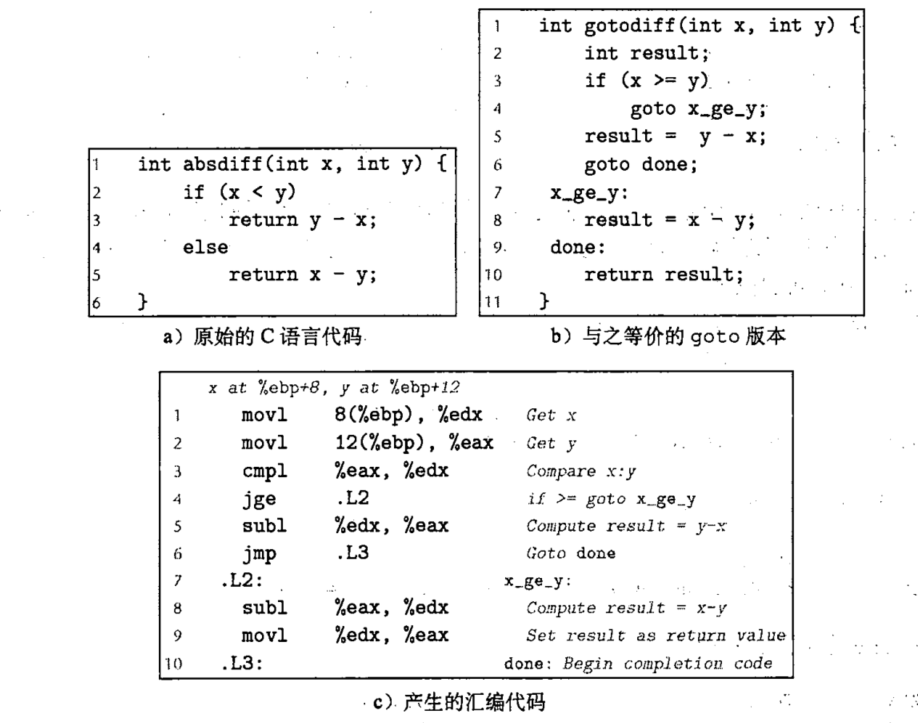 1 int absdiff(int x, int y) {
2 if (x < y)
3 return y - x;
4 else
5 return x - y;
6 }
a）原始的 C 语言代码
1 int gotodiff(int x, int y) {
2 int result;
3 if (x >= y)
4 goto x_ge_y;
5 result = y - x;
6 goto done;
7 x_ge_y:
8 result = x - y;
9 done:
10 return result;
11 }
b）与之等价的 goto 版本
x at %ebp+8, y at %ebp+12
1 movl 8(%ebp), %edx Get x
2 movl 12(%ebp), %eax Get y
3 cmpl %eax, %edx Compare x:y
4 jge .L2 if >= goto x_ge_y
5 subl %edx, %eax Compute result = y-x
6 jmp .L3 Goto done
7 .L2: x_ge_y:
8 subl %eax, %edx Compute result = x-y
9 movl %edx, %eax Set result as return value
10 .L3: done: Begin completion code
c）产生的汇编代码